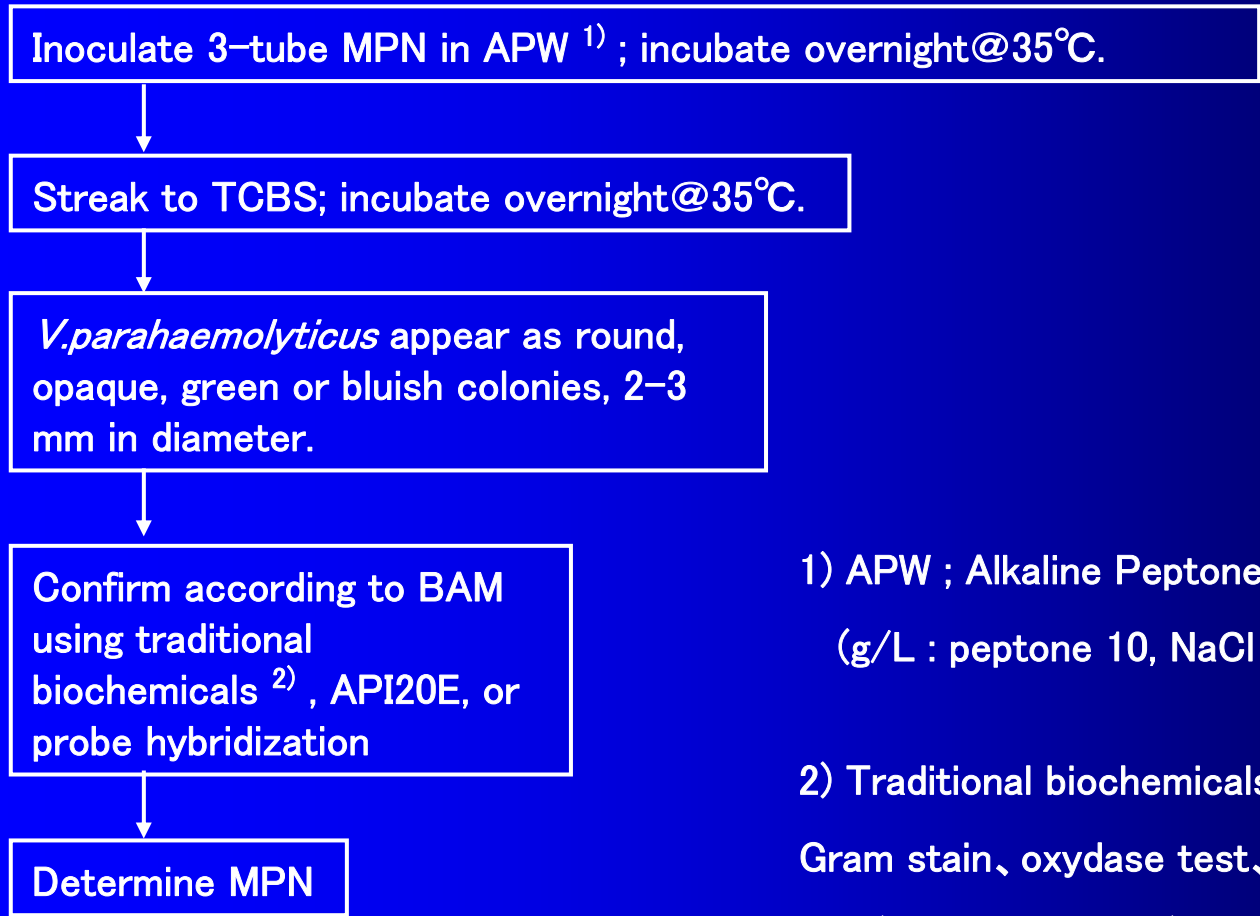 Inoculate 3-tube MPN in APW 1) ; incubate overnight@35℃.
Streak to TCBS; incubate overnight@35℃.
V.parahaemolyticus appear as round,
opaque, green or bluish colonies, 2-3
mm in diameter.
Confirm according to BAM
using traditional
biochemicals 2) , API20E, or
probe hybridization
Determine MPN
1) APW ; Alkaline Peptone
(g/L : peptone 10, NaCl
2) Traditional biochemicals
Gram stain、oxydase test、